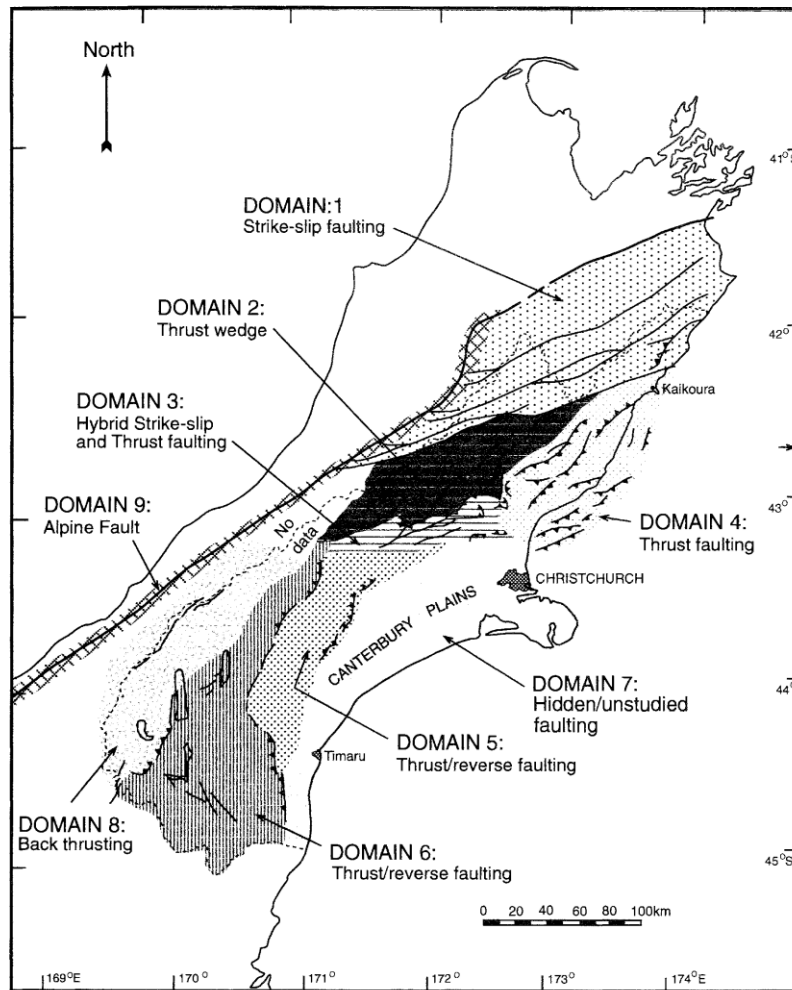 North
41°S
DOMAIN:1
Strike-slip faulting
DOMAIN 2:
Thrust wedge
42°
DOMAIN 3:
Hybrid Strike-slip
and Thrust faulting
Kaikoura
DOMAIN 9:
Alpine Fault
No
data
43°
DOMAIN 4:
Thrust faulting
CHRISTCHURCH
CANTERBURY PLAINS
DOMAIN 7:
Hidden/unstudied
faulting
44°
DOMAIN 5:
Thrust/reverse faulting
Timaru
DOMAIN 8:
Back thrusting
DOMAIN 6:
Thrust/reverse faulting
45°S
0 20 40 60 80 100km
169°E 170° 171° 172° 173° 174°E